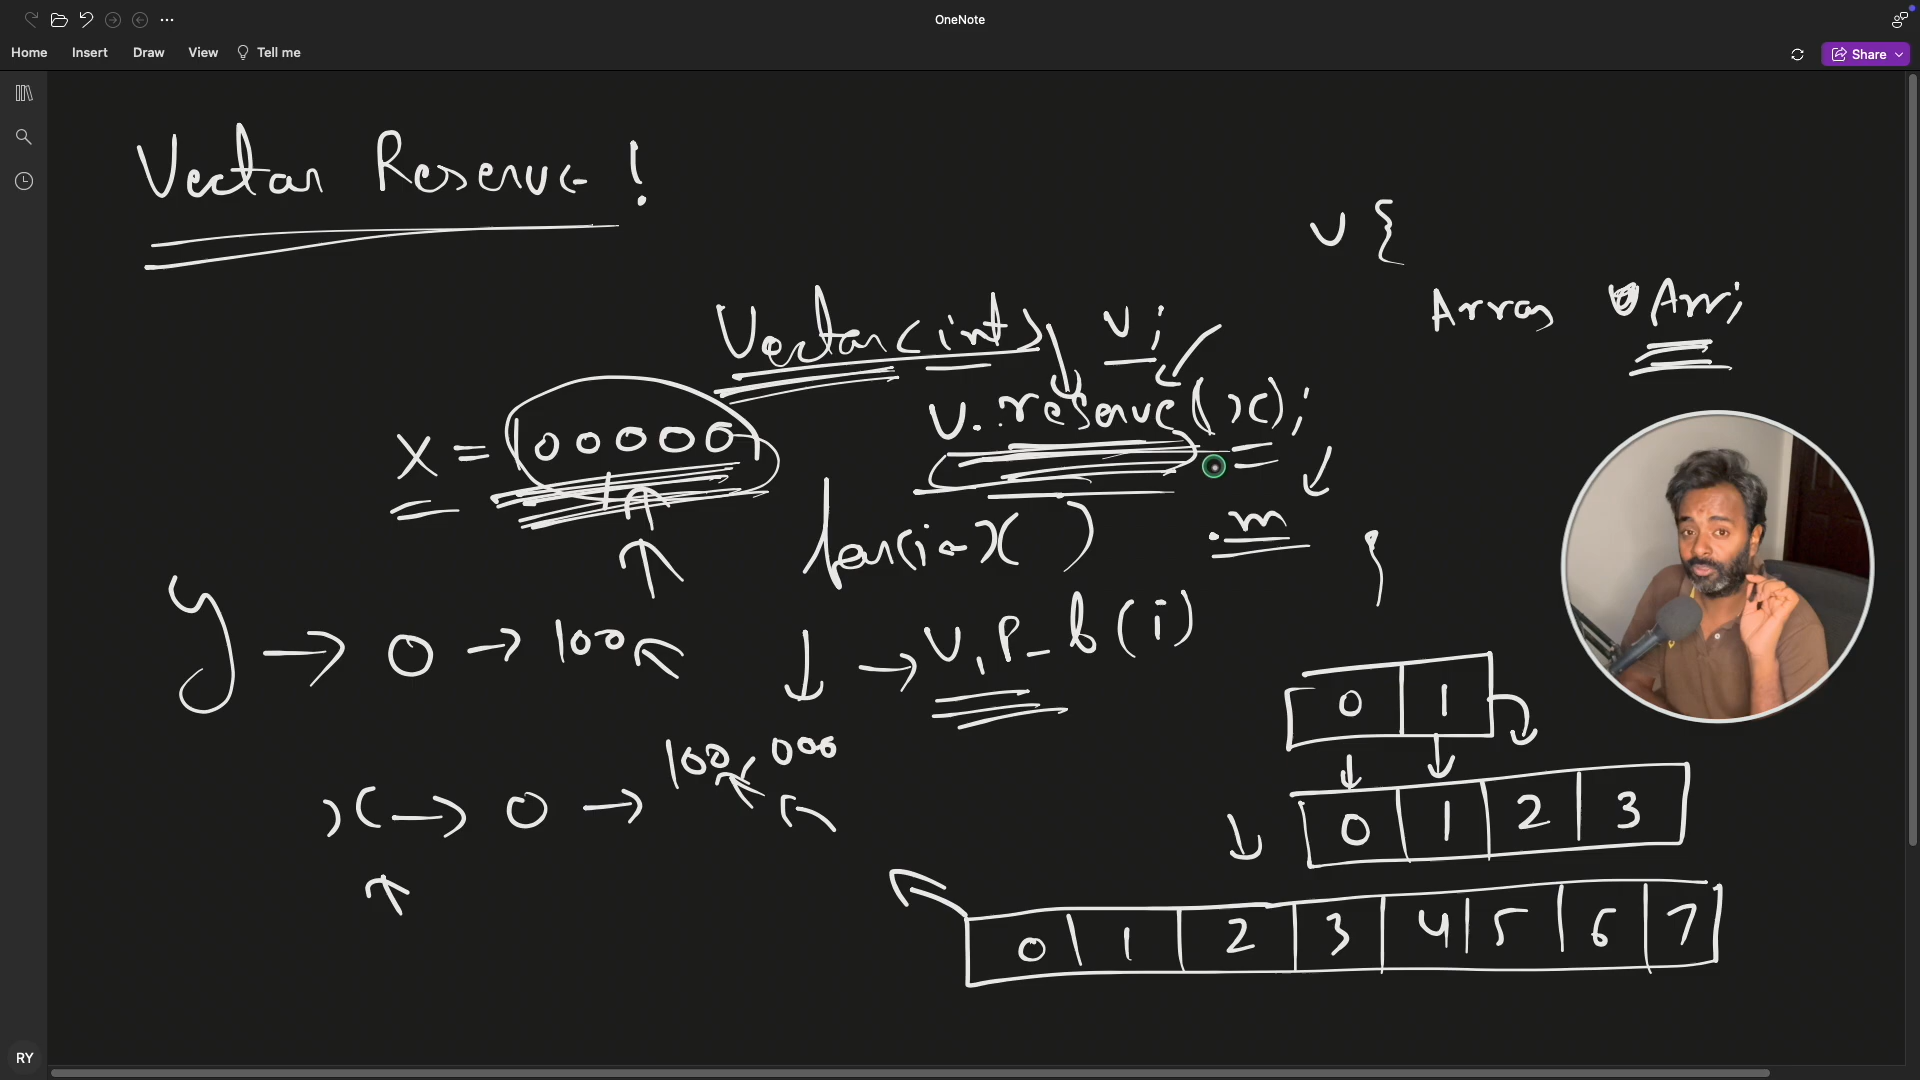 OneNote
Home Insert Draw View Tell me
Share
Vector Reserve!
v {
Array Arr;
Vector<int> v;
x = 100000
v.reserve(x);
for(i->x )
.m
}
y -> 0 -> 100
-> v.p_b(i)
x -> 0 -> 100,000
0 1
0 1 2 3
0 1 2 3 4 5 6 7
RY